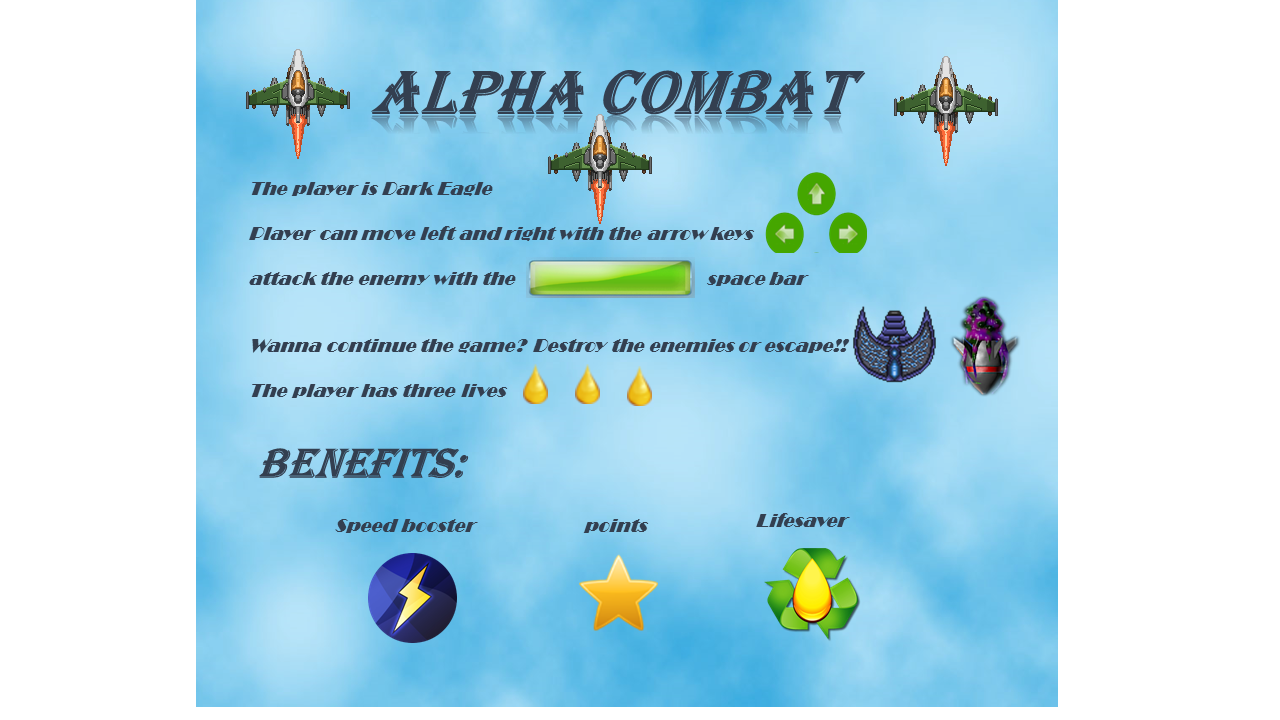 ALPHA COMBAT
The player is Dark Eagle
Player can move left and right with the arrow keys
attack the enemy with the space bar
Wanna continue the game? Destroy the enemies or escape!!
The player has three lives
BENEFITS:
Speed booster points Lifesaver